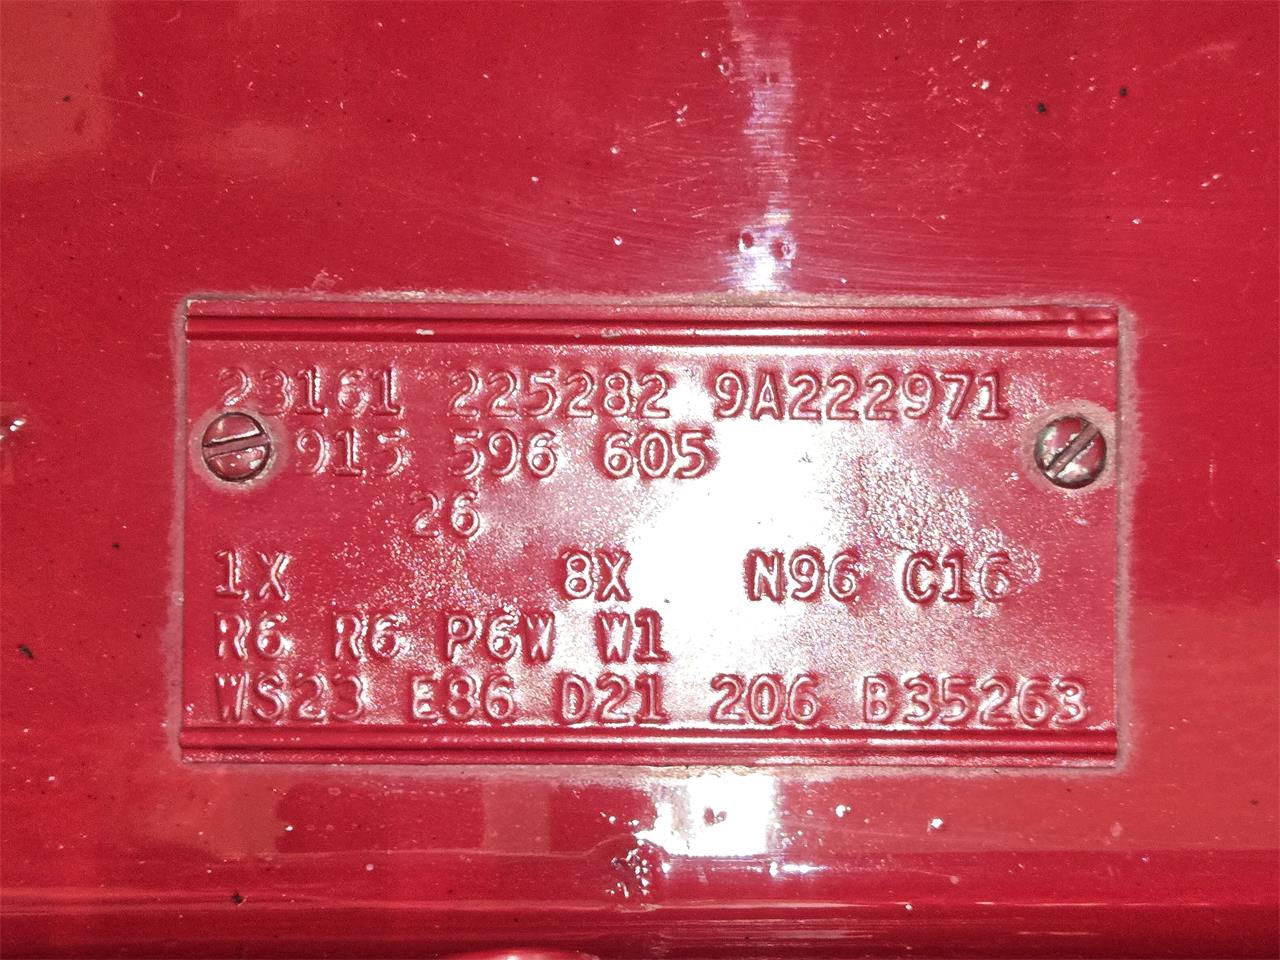 23161 225282 9A222971
915 596 605
26
1X 8X N96 C16
R6 R6 P6W W1
WS23 E86 D21 206 B35263